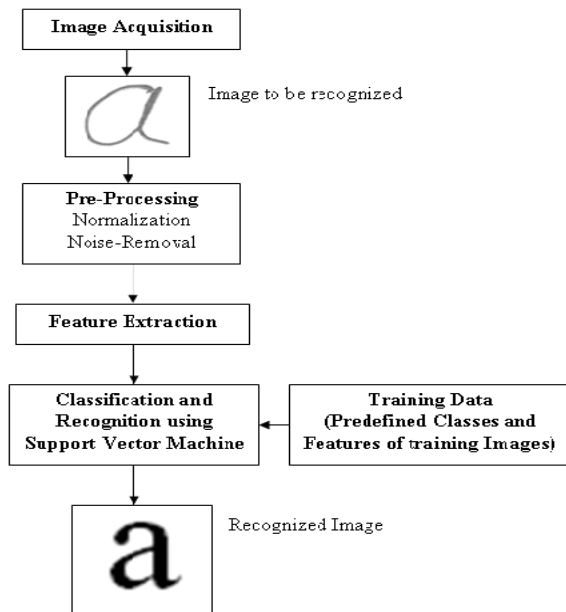 Image Acquisition
a
Image to be recognized
Pre-Processing
Normalization
Noise-Removal
Feature Extraction
Classification and
Recognition using
Support Vector Machine
Training Data
(Predefined Classes and
Features of training Images)
a
Recognized Image